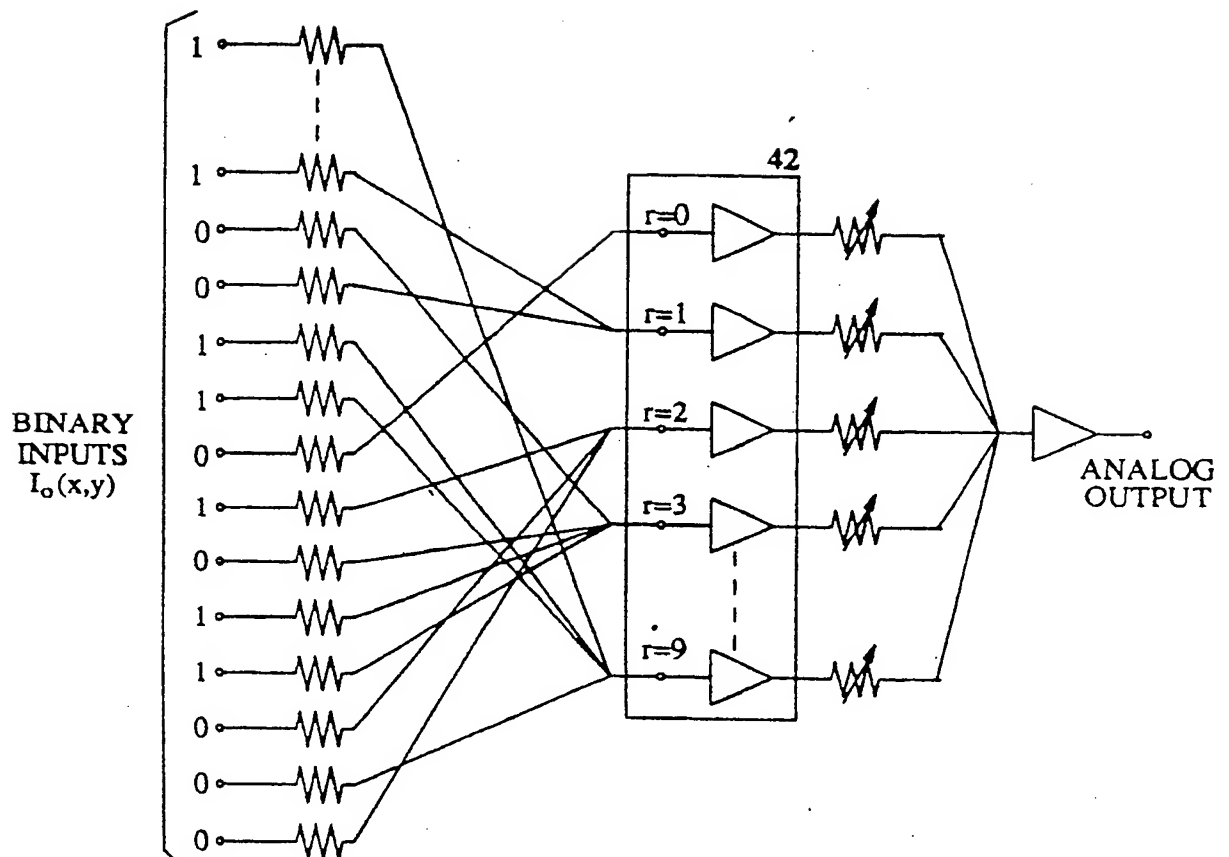 1
1
42
0
r=0
0
r=1
1
1
r=2
BINARY
INPUTS
I₀(x,y)
0
ANALOG
OUTPUT
1
r=3
0
1
1
r=9
0
0
0